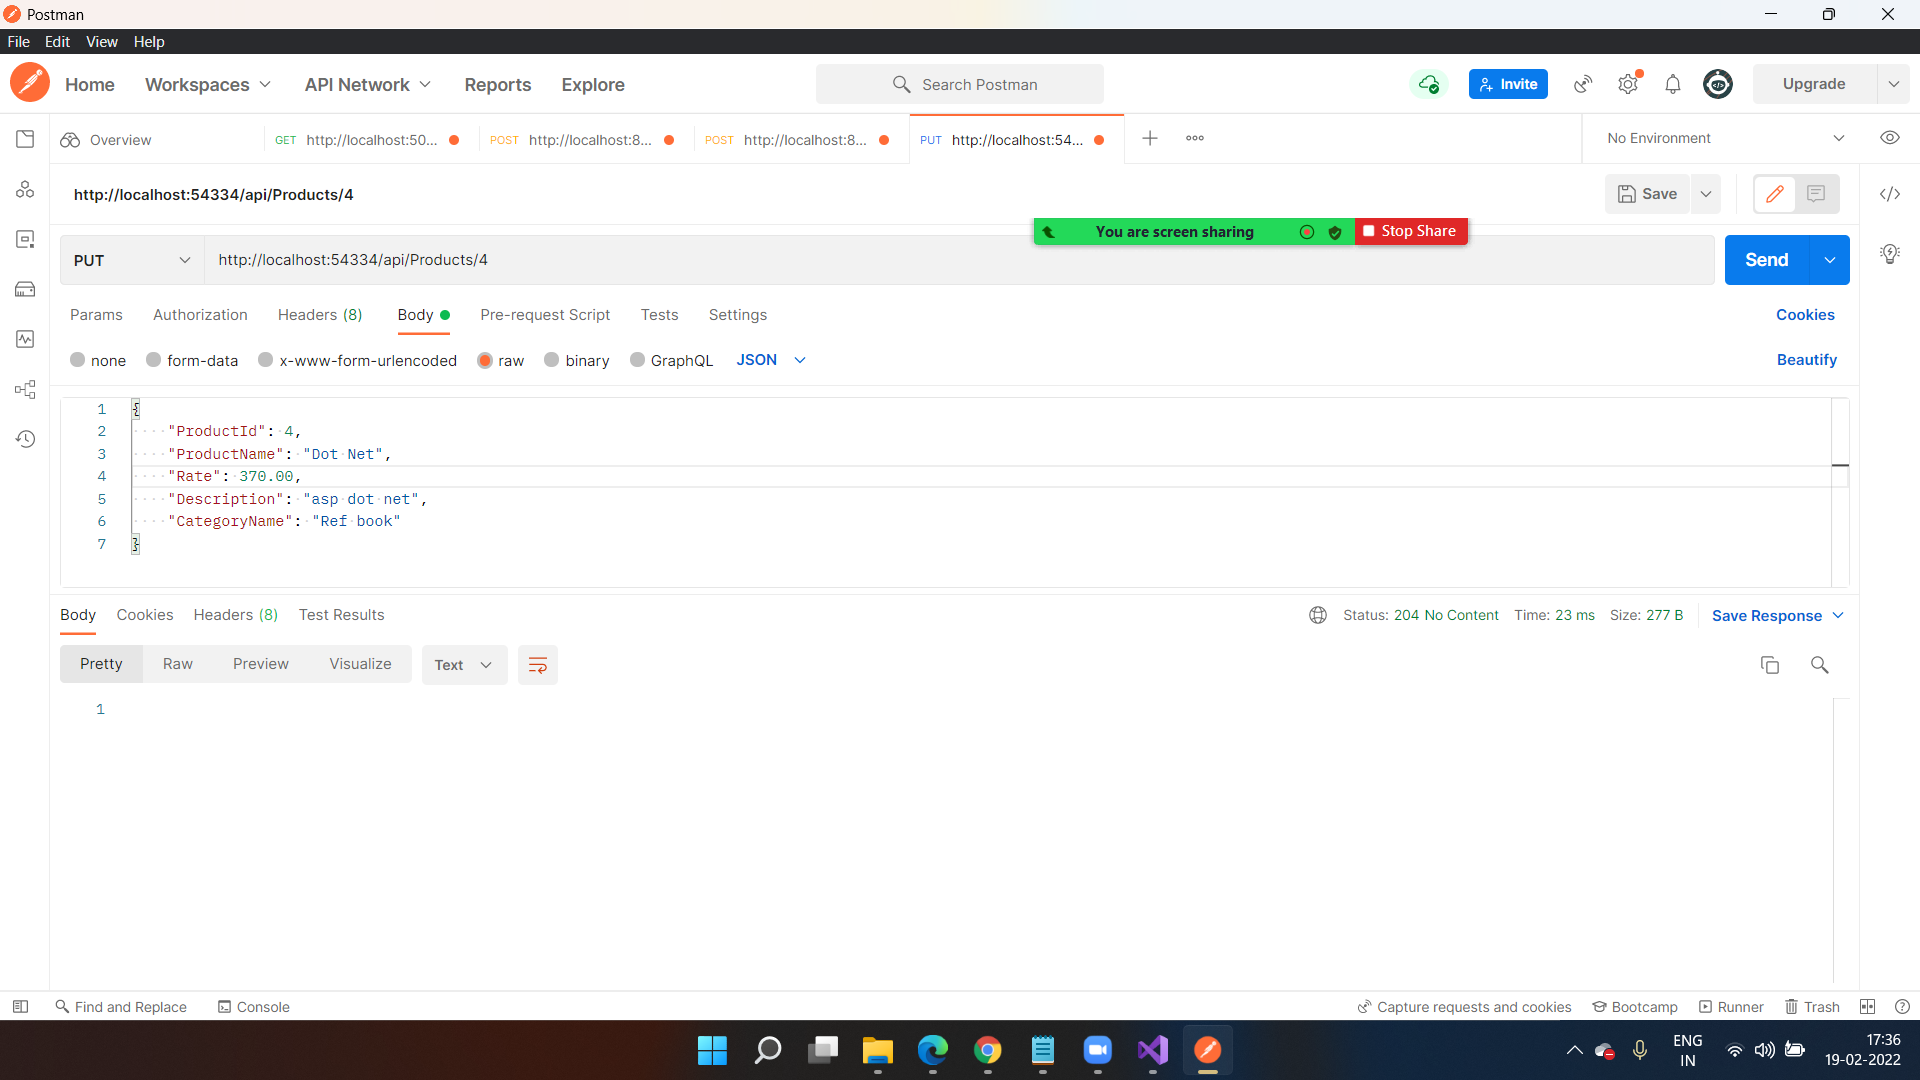 Postman
File Edit View Help
Home Workspaces API Network Reports Explore Search Postman Invite Upgrade
Overview GET http://localhost:50... POST http://localhost:8... POST http://localhost:8... PUT http://localhost:54... No Environment
http://localhost:54334/api/Products/4 Save
You are screen sharing Stop Share
PUT http://localhost:54334/api/Products/4 Send
Params Authorization Headers (8) Body Pre-request Script Tests Settings Cookies
none form-data x-www-form-urlencoded raw binary GraphQL JSON Beautify
1 {
2 "ProductId": 4,
3 "ProductName": "Dot Net",
4 "Rate": 370.00,
5 "Description": "asp dot net",
6 "CategoryName": "Ref book"
7 }
Body Cookies Headers (8) Test Results Status: 204 No Content Time: 23 ms Size: 277 B Save Response
Pretty Raw Preview Visualize Text
1
Find and Replace Console Capture requests and cookies Bootcamp Runner Trash
ENG 17:36
IN 19-02-2022